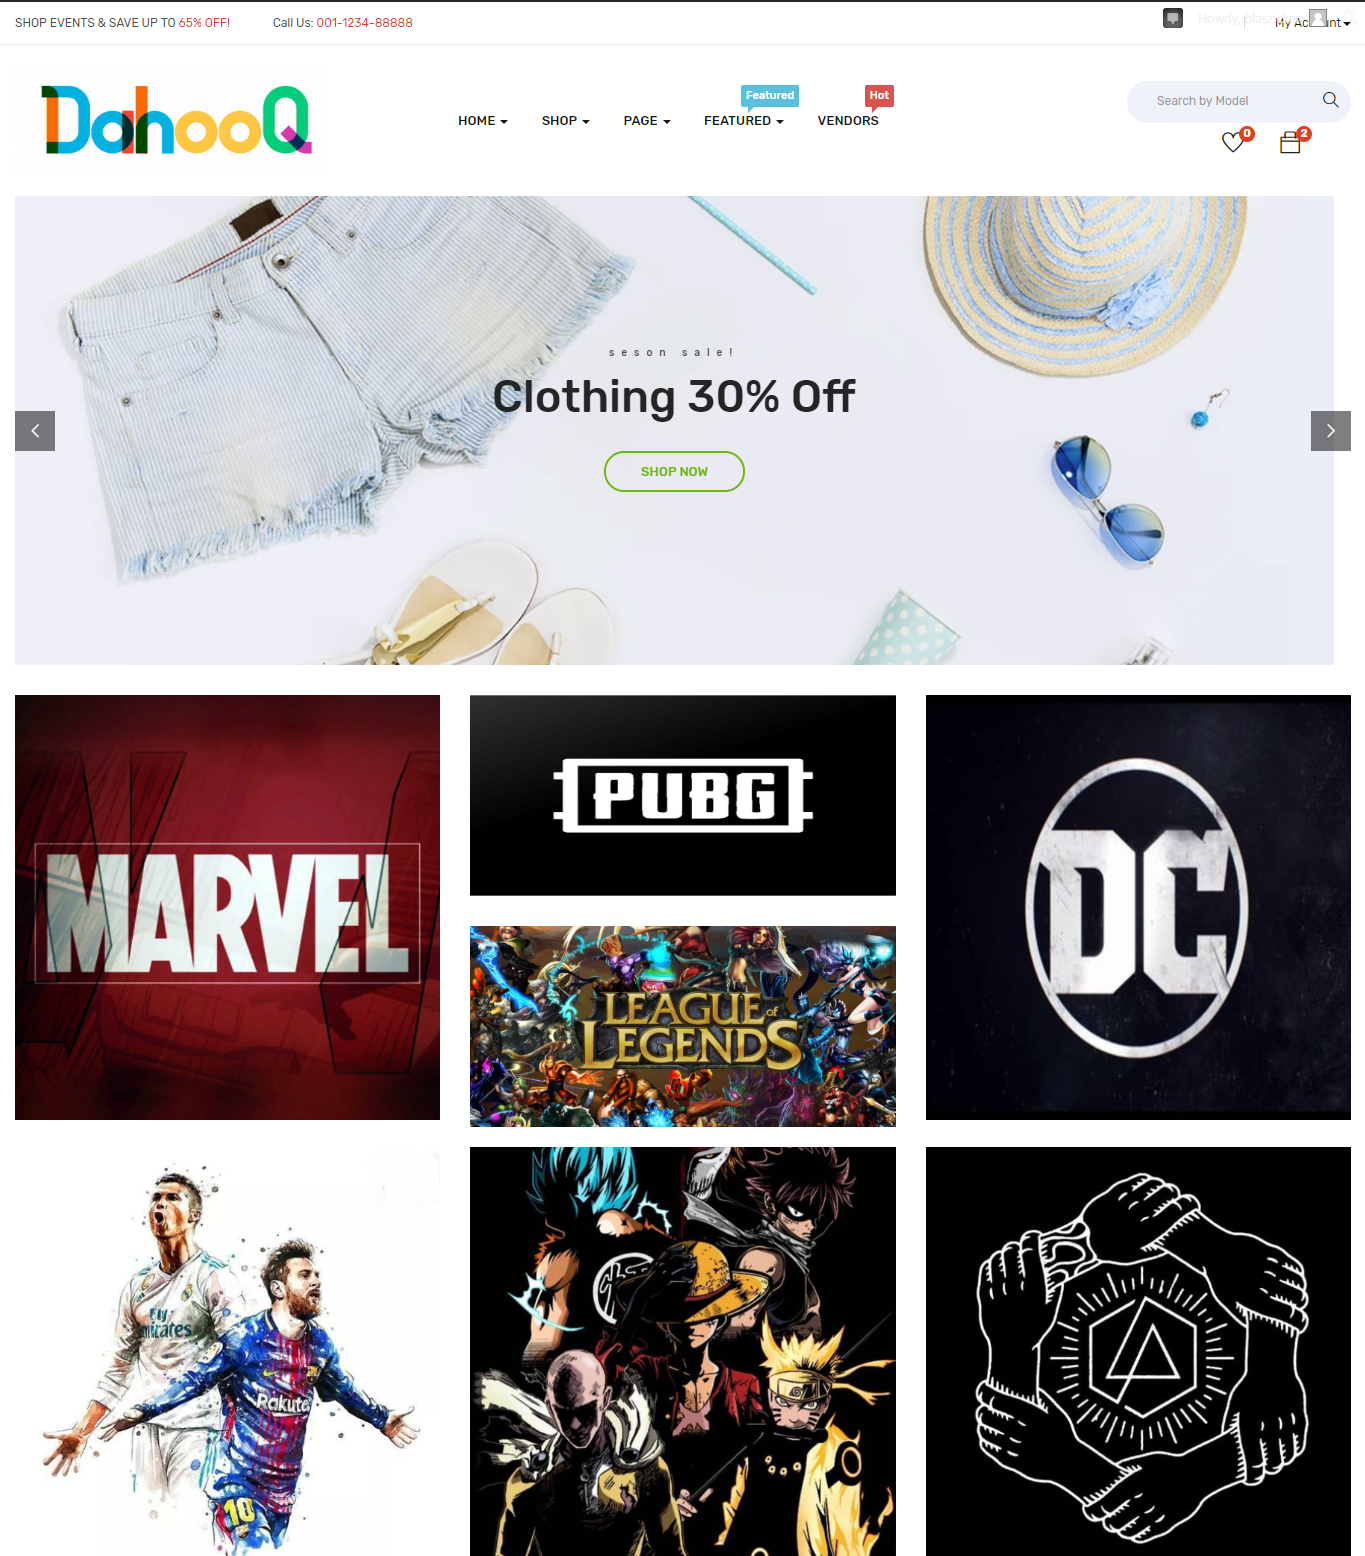 SHOP EVENTS & SAVE UP TO 65% OFF!
Call Us: 001-1234-88888
Howdy,
My Account
DahooQ
Featured
Hot
HOME
SHOP
PAGE
FEATURED
VENDORS
Search by Model
0
2
seson sale!
Clothing 30% Off
SHOP NOW
MARVEL
PUBG
DC
LEAGUE of
LEGENDS
Fly
Emirates
Rakuten
10